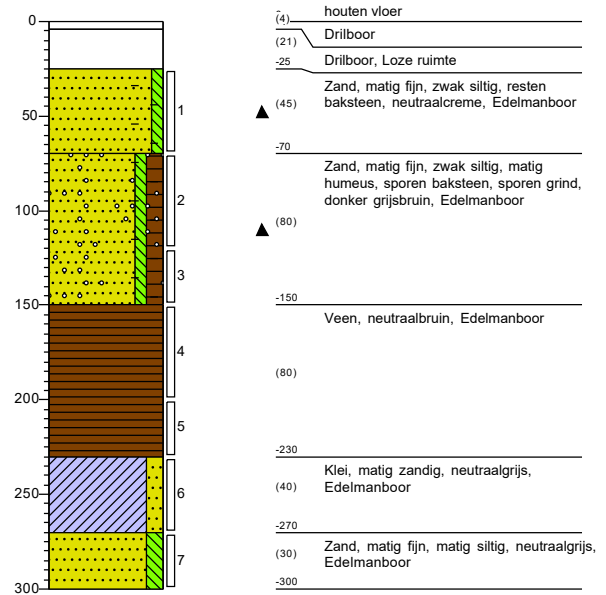 0
50
100
150
200
250
300
1
2
3
4
5
6
7
(4)
houten vloer
(21)
Drilboor
-25
Drilboor, Loze ruimte
(45)
Zand, matig fijn, zwak siltig, resten
baksteen, neutraalcreme, Edelmanboor
-70
Zand, matig fijn, zwak siltig, matig
humeus, sporen baksteen, sporen grind,
donker grijsbruin, Edelmanboor
(80)
-150
Veen, neutraalbruin, Edelmanboor
(80)
-230
Klei, matig zandig, neutraalgrijs,
Edelmanboor
(40)
-270
Zand, matig fijn, matig siltig, neutraalgrijs,
Edelmanboor
(30)
-300